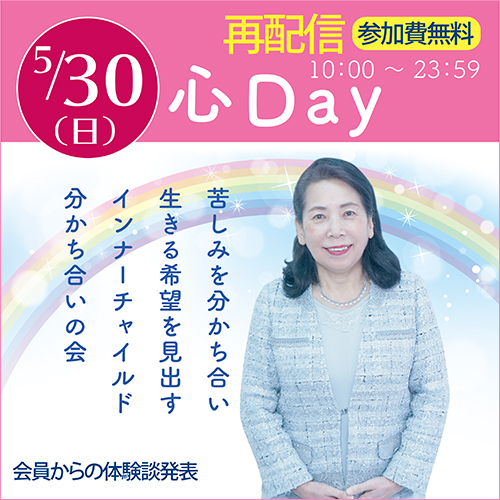 5/30
(日)
再配信
参加費無料
10:00 ～ 23:59
心Day
苦しみを分かち合い
生きる希望を見出す
インナーチャイルド
分かち合いの会
会員からの体験談発表